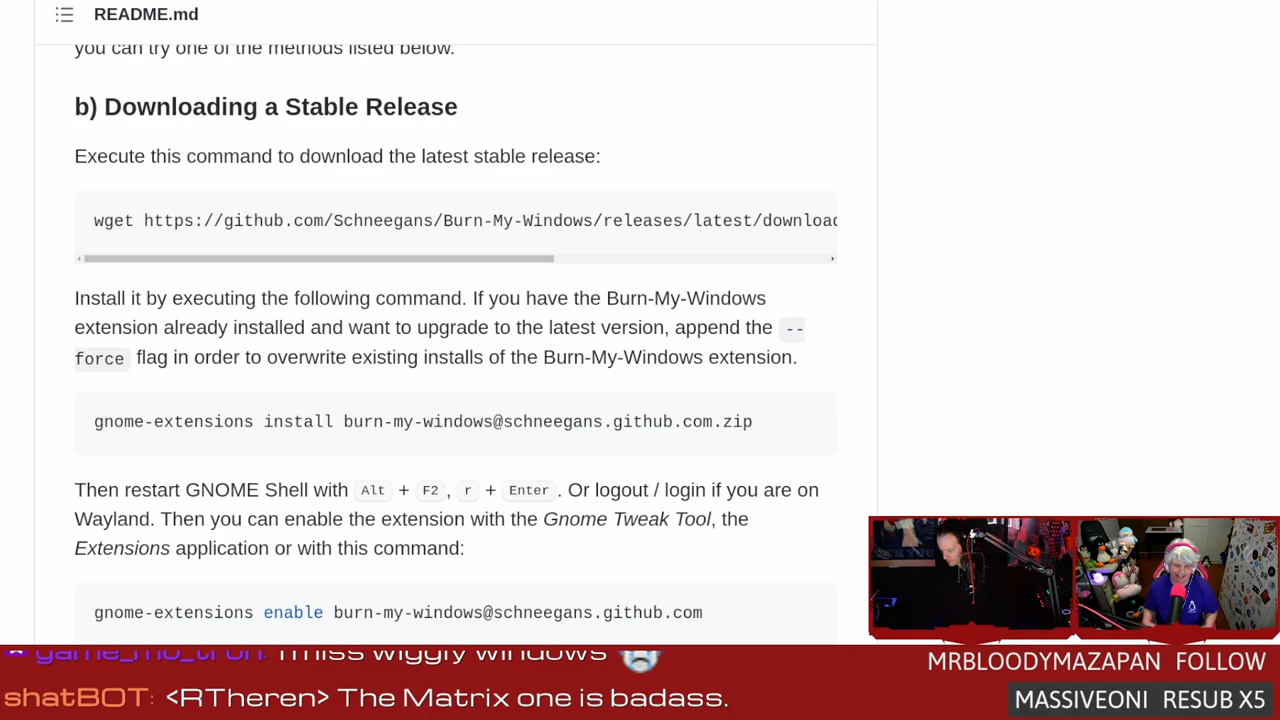 README.md
you can try one of the methods listed below.
b) Downloading a Stable Release
Execute this command to download the latest stable release:
wget https://github.com/Schneegans/Burn-My-Windows/releases/latest/download
Install it by executing the following command. If you have the Burn-My-Windows
extension already installed and want to upgrade to the latest version, append the --
force flag in order to overwrite existing installs of the Burn-My-Windows extension.
gnome-extensions install burn-my-windows@schneegans.github.com.zip
Then restart GNOME Shell with Alt + F2, r + Enter. Or logout / login if you are on
Wayland. Then you can enable the extension with the Gnome Tweak Tool, the
Extensions application or with this command:
gnome-extensions enable burn-my-windows@schneegans.github.com
game_mo_tron: I miss wiggly windows
shatBOT: <RTheren> The Matrix one is badass.
MRBLOODYMAZAPAN FOLLOW
MASSIVEONI RESUB X5